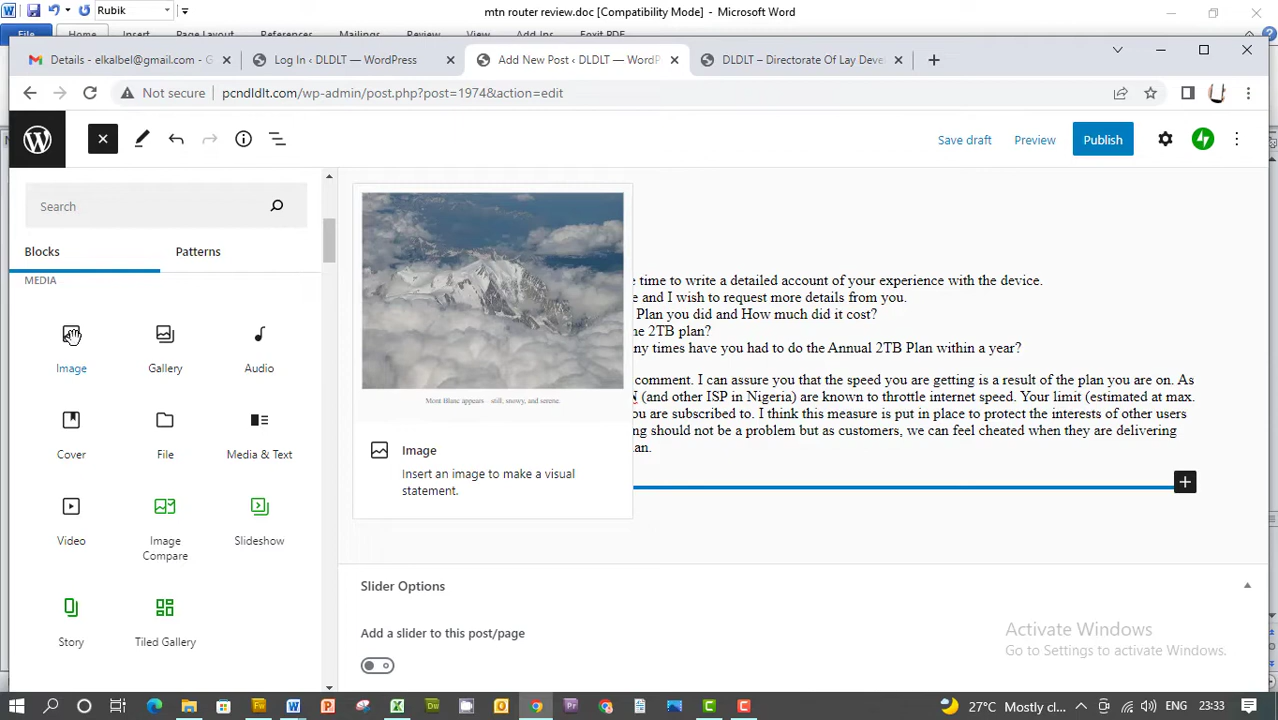 Rubik
mtn router review.doc [Compatibility Mode] - Microsoft Word
File Home Insert Page Layout References Mailings Review View Add-Ins Foxit PDF
Details - elkalbel@gmail.com - G
Log In ‹ DLDLT — WordPress
Add New Post ‹ DLDLT — WordP
DLDLT – Directorate Of Lay Deve
Not secure
pcndldlt.com/wp-admin/post.php?post=1974&action=edit
Save draft
Preview
Publish
Search
Blocks
Patterns
MEDIA
Image
Gallery
Audio
Cover
File
Media & Text
Video
Image Compare
Slideshow
Story
Tiled Gallery
Mont Blanc appears—still, snowy, and serene.
Image
Insert an image to make a visual
statement.
time to write a detailed account of your experience with the device.
and I wish to request more details from you.
Plan you did and How much did it cost?
2TB plan?
times have you had to do the Annual 2TB Plan within a year?
comment. I can assure you that the speed you are getting is a result of the plan you are on. As
(and other ISP in Nigeria) are known to throttle internet speed. Your limit (estimated at max.
are subscribed to. I think this measure is put in place to protect the interests of other users
should not be a problem but as customers, we can feel cheated when they are delivering
Slider Options
Add a slider to this post/page
Activate Windows
Go to Settings to activate Windows.
27°C Mostly cl...
ENG
23:33